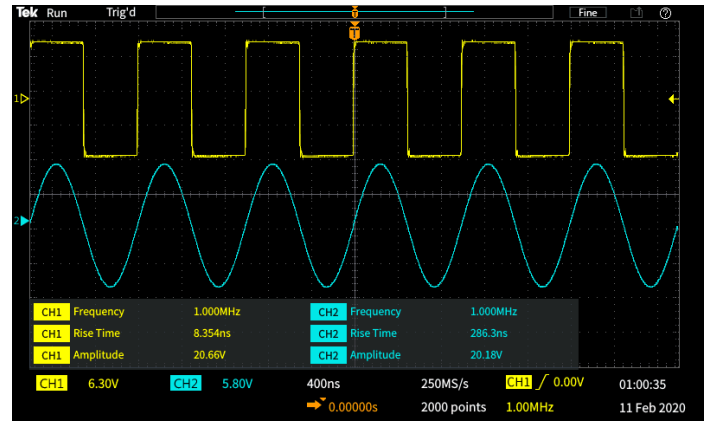 Tek Run Trig'd Fine
T
1
2
CH1 Frequency 1.000MHz CH2 Frequency 1.000MHz
CH1 Rise Time 8.354ns CH2 Rise Time 286.3ns
CH1 Amplitude 20.66V CH2 Amplitude 20.18V
CH1 6.30V CH2 5.80V 400ns 250MS/s CH1 0.00V 01:00:35
0.00000s 2000 points 1.00MHz 11 Feb 2020